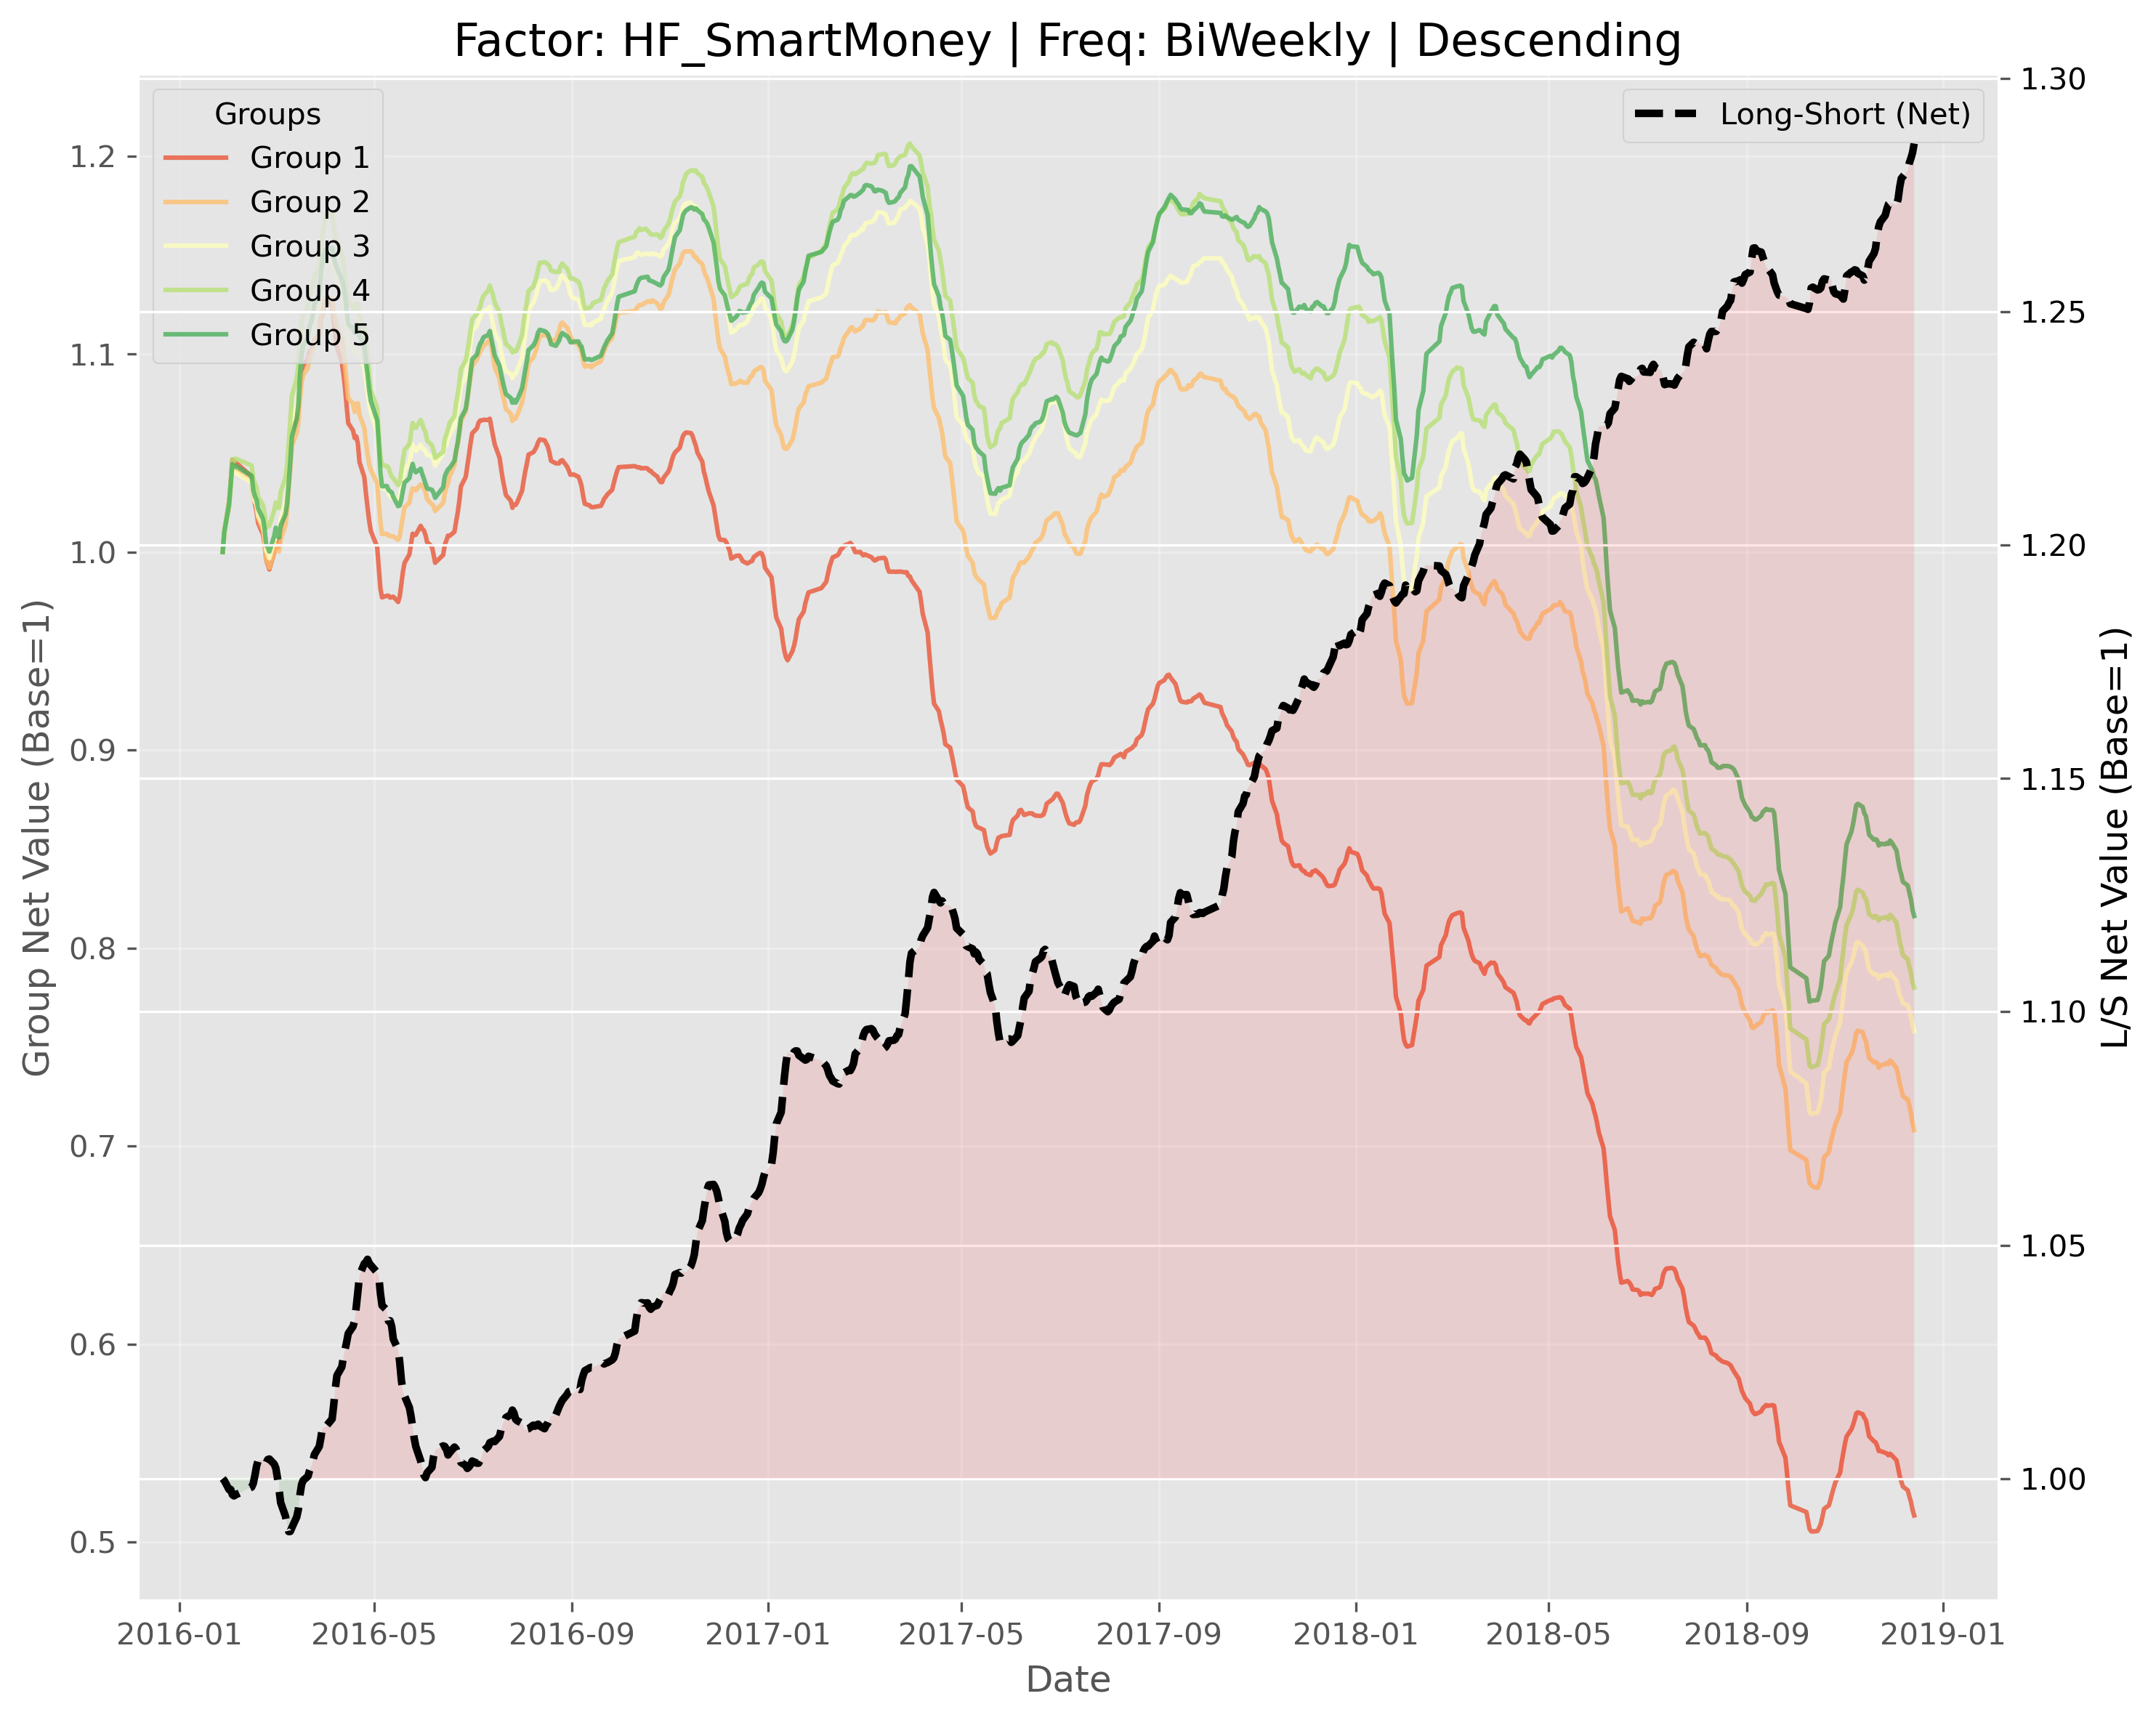 Factor: HF_SmartMoney | Freq: BiWeekly | Descending
Groups
Group 1
Group 2
Group 3
Group 4
Group 5
Long-Short (Net)
Group Net Value (Base=1)
1.2
1.1
1.0
0.9
0.8
0.7
0.6
0.5
L/S Net Value (Base=1)
1.30
1.25
1.20
1.15
1.10
1.05
1.00
2016-01 2016-05 2016-09 2017-01 2017-05 2017-09 2018-01 2018-05 2018-09 2019-01
Date